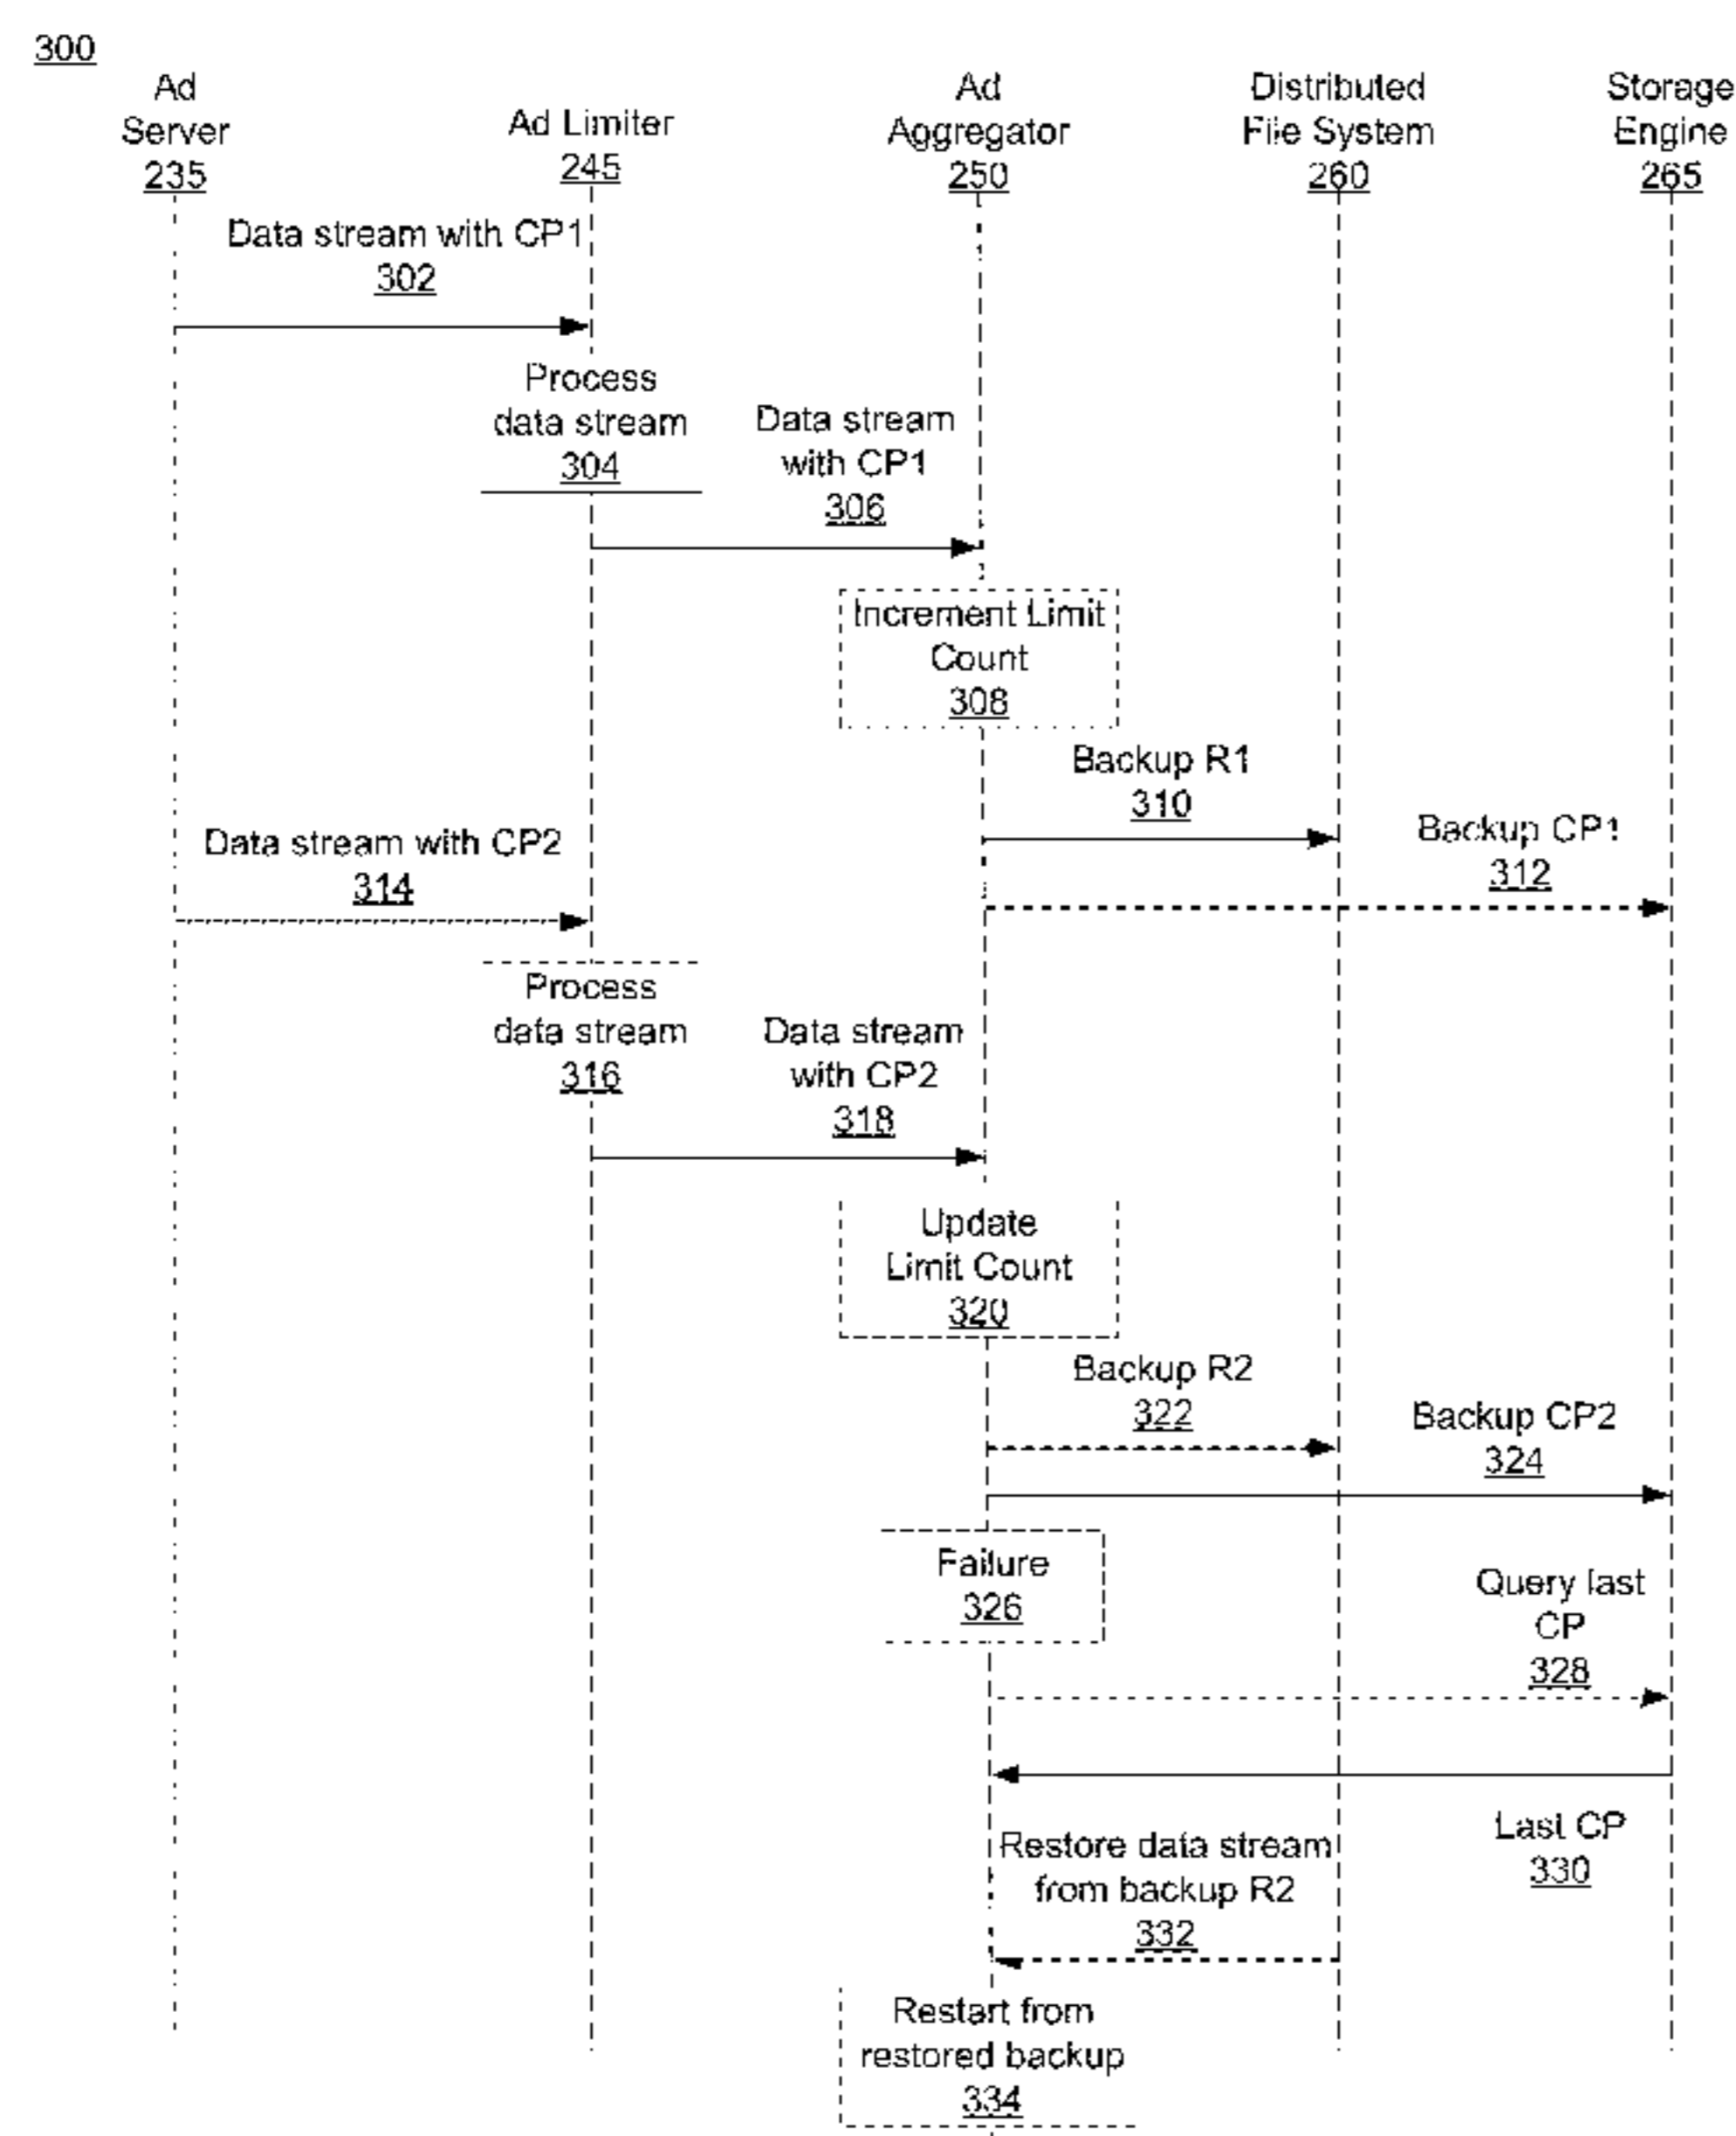 300
Ad
Server
235
Ad Limiter
245
Ad
Aggregator
250
Distributed
File System
260
Storage
Engine
265
Data stream with CP1
302
Process
data stream
304
Data stream
with CP1
306
Increment Limit
Count
308
Backup R1
310
Backup CP1
312
Data stream with CP2
314
Process
data stream
316
Data stream
with CP2
318
Update
Limit Count
320
Backup R2
322
Backup CP2
324
Failure
326
Query last
CP
328
Last CP
330
Restore data stream
from backup R2
332
Restart from
restored backup
334